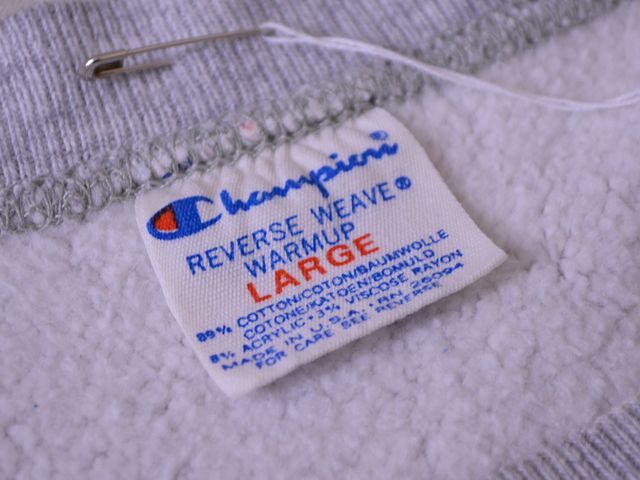 Champion
REVERSE WEAVE®
WARMUP
LARGE
89% COTTON/COTON/BAUMWOLLE
COTONE/KATOEN/BOMULD
8% ACRYLIC · 3% VISCOSE RAYON
MADE IN U.S.A. RN 26094
FOR CARE SEE REVERSE